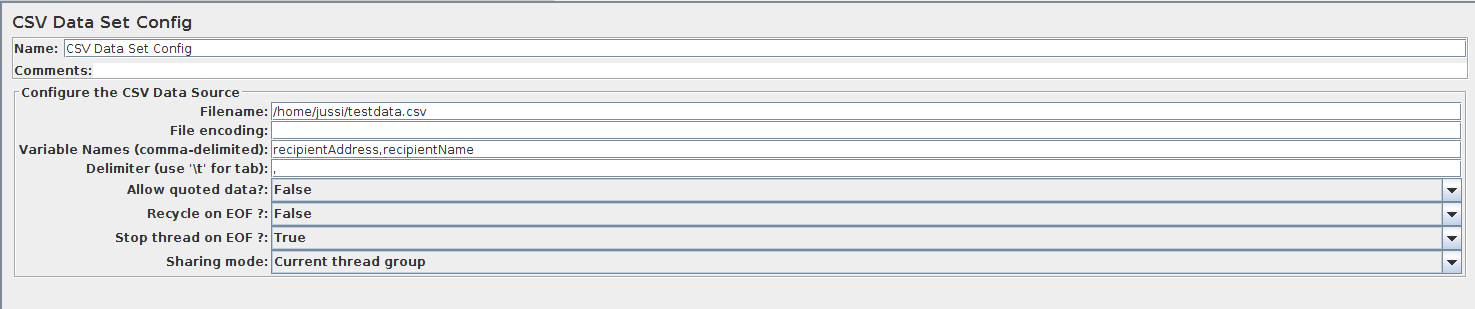 CSV Data Set Config
Name: CSV Data Set Config
Comments:
Configure the CSV Data Source
Filename: /home/jussi/testdata.csv
File encoding:
Variable Names (comma-delimited): recipientAddress,recipientName
Delimiter (use '\t' for tab): ,
Allow quoted data?: False
Recycle on EOF ?: False
Stop thread on EOF ?: True
Sharing mode: Current thread group